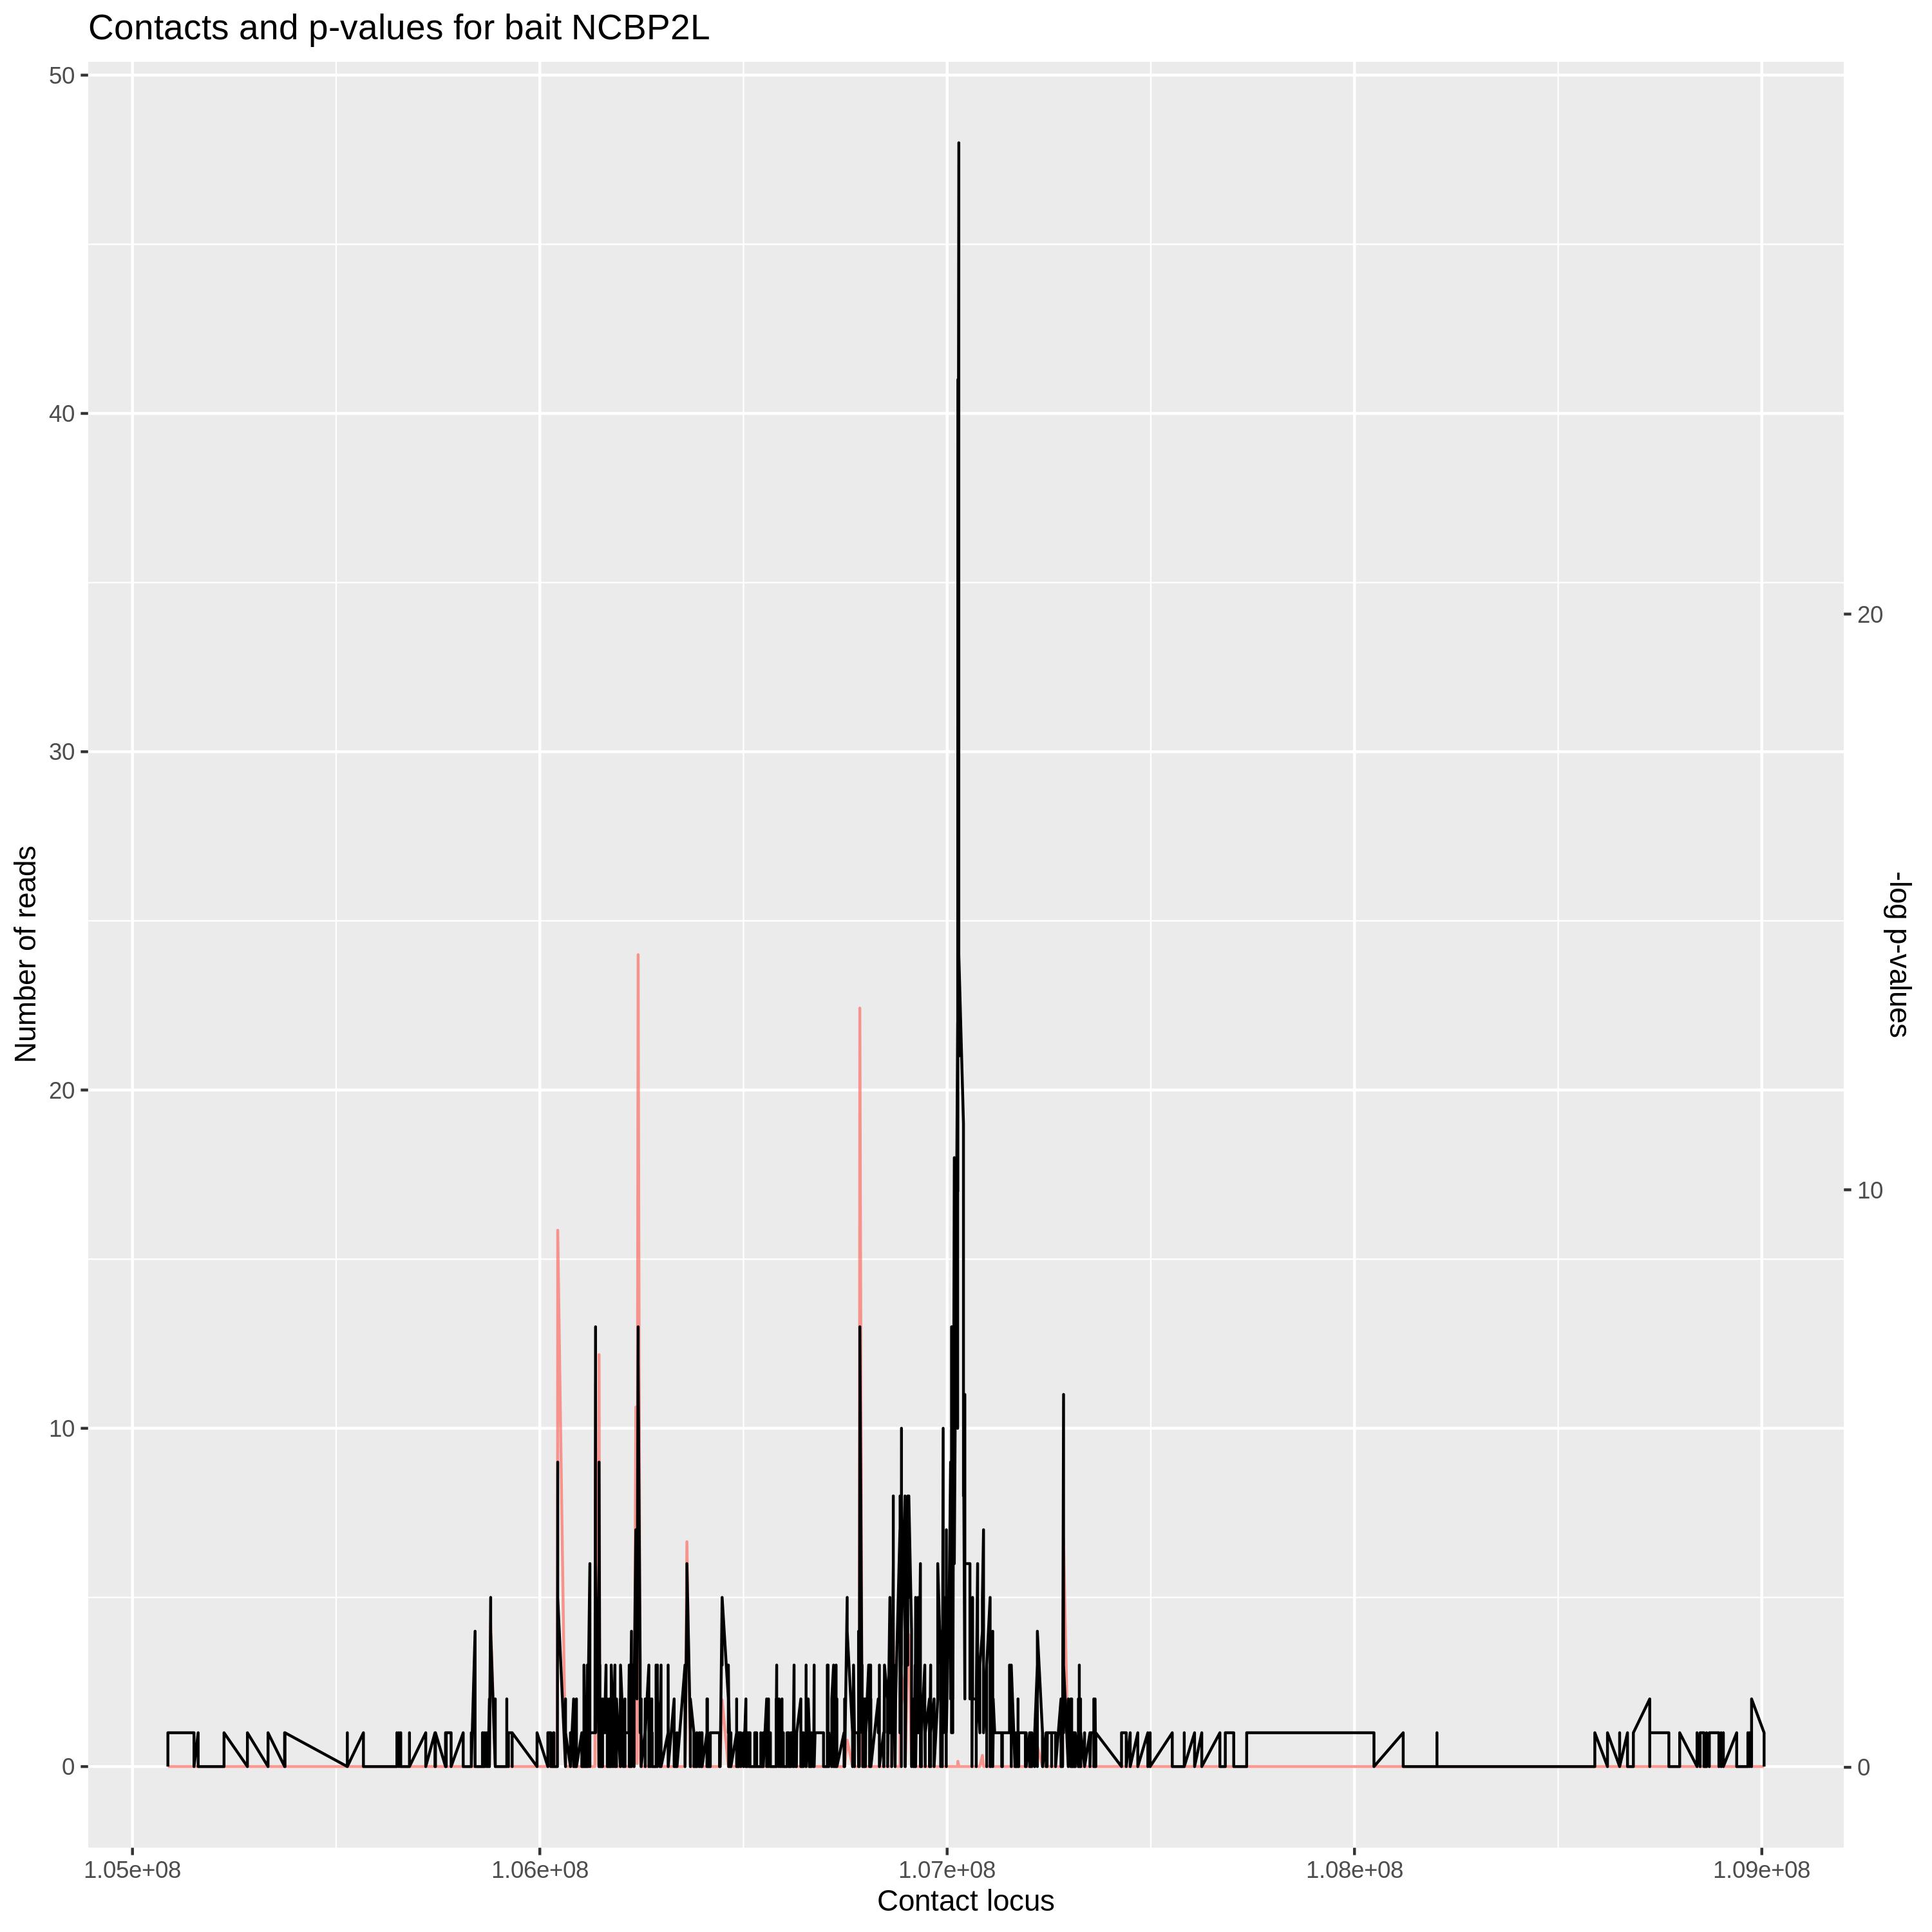 Contacts and p-values for bait NCBP2L
50
40
30
20
10
0
Number of reads
20
10
0
-log p-values
1.05e+08
1.06e+08
1.07e+08
1.08e+08
1.09e+08
Contact locus